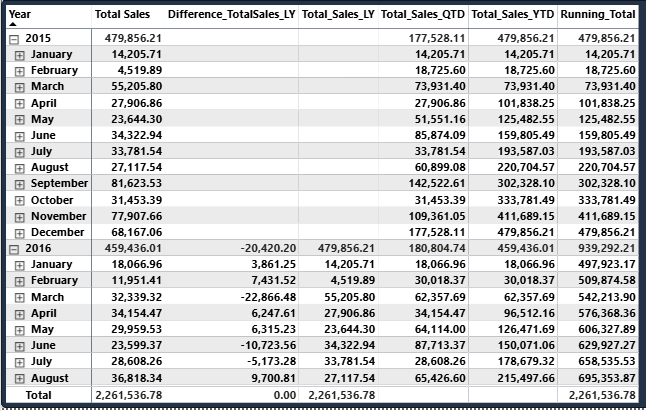 Year Total Sales Difference_TotalSales_LY Total_Sales_LY Total_Sales_QTD Total_Sales_YTD Running_Total
2015 479,856.21 177,528.11 479,856.21 479,856.21
January 14,205.71 14,205.71 14,205.71 14,205.71
February 4,519.89 18,725.60 18,725.60 18,725.60
March 55,205.80 73,931.40 73,931.40 73,931.40
April 27,906.86 27,906.86 101,838.25 101,838.25
May 23,644.30 51,551.16 125,482.55 125,482.55
June 34,322.94 85,874.09 159,805.49 159,805.49
July 33,781.54 33,781.54 193,587.03 193,587.03
August 27,117.54 60,899.08 220,704.57 220,704.57
September 81,623.53 142,522.61 302,328.10 302,328.10
October 31,453.39 31,453.39 333,781.49 333,781.49
November 77,907.66 109,361.05 411,689.15 411,689.15
December 68,167.06 177,528.11 479,856.21 479,856.21
2016 459,436.01 -20,420.20 479,856.21 180,804.74 459,436.01 939,292.21
January 18,066.96 3,861.25 14,205.71 18,066.96 18,066.96 497,923.17
February 11,951.41 7,431.52 4,519.89 30,018.37 30,018.37 509,874.58
March 32,339.32 -22,866.48 55,205.80 62,357.69 62,357.69 542,213.90
April 34,154.47 6,247.61 27,906.86 34,154.47 96,512.16 576,368.36
May 29,959.53 6,315.23 23,644.30 64,114.00 126,471.69 606,327.89
June 23,599.37 -10,723.56 34,322.94 87,713.37 150,071.06 629,927.27
July 28,608.26 -5,173.28 33,781.54 28,608.26 178,679.32 658,535.53
August 36,818.34 9,700.81 27,117.54 65,426.60 215,497.66 695,353.87
Total 2,261,536.78 0.00 2,261,536.78 2,261,536.78